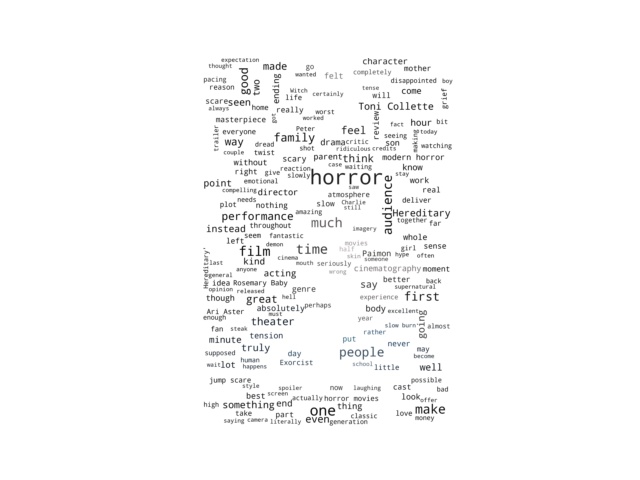 expectation
thought made go character
good two ending wanted felt completely mother
pacing disappointed boy
reason Witch certainly tense come
life will grief
scare seen really worst Toni Collette
always home got worked
masterpiece Peter review fact hour bit
trailer everyone family feel seeing making today
way dread drama critic son watching
couple twist shot ridiculous credits
without scary parent think modern horror
case waiting know
right give reaction horror stay
slowly
point emotional saw audience work
compelling director atmosphere real
needs Charlie deliver
plot nothing slow still
performance amazing Hereditary
much together far
instead throughout imagery
seem fantastic whole
left demon movies girl sense
film time half
cinema skin Paimon hype often
Hereditary' last kind mouth seriously someone
general anyone acting wrong cinematography moment
idea Rosemary Baby say better back
opinion released genre supernatural
though great hell experience first
absolutely perhaps body excellent
Ari Aster must
enough theater year going
fan steak slow burn' almost
tension rather
minute put never
truly may
supposed day people become
human
wait lot happens Exorcist school little well
jump scare possible
style spoiler now laughing cast bad
best screen
actually horror movies look offer
high something end one thing
take part classic love make
saying camera literally even generation money